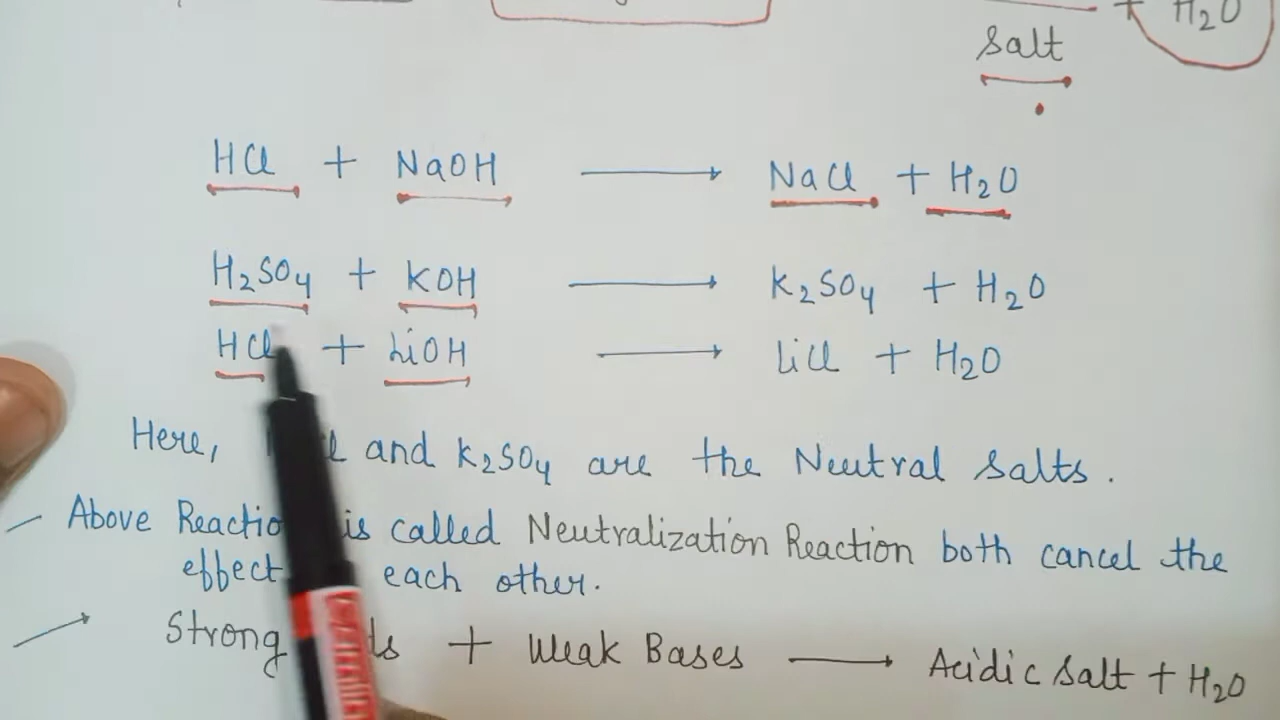 + H₂O
Salt
HCl + NaOH → NaCl + H₂O
H₂SO₄ + KOH → K₂SO₄ + H₂O
HCl + LiOH → LiCl + H₂O
Here, and K₂SO₄ are the Neutral Salts.
Above is called Neutralization Reaction both cancel the
effect each other.
Strong + Weak Bases → Acidic Salt + H₂O